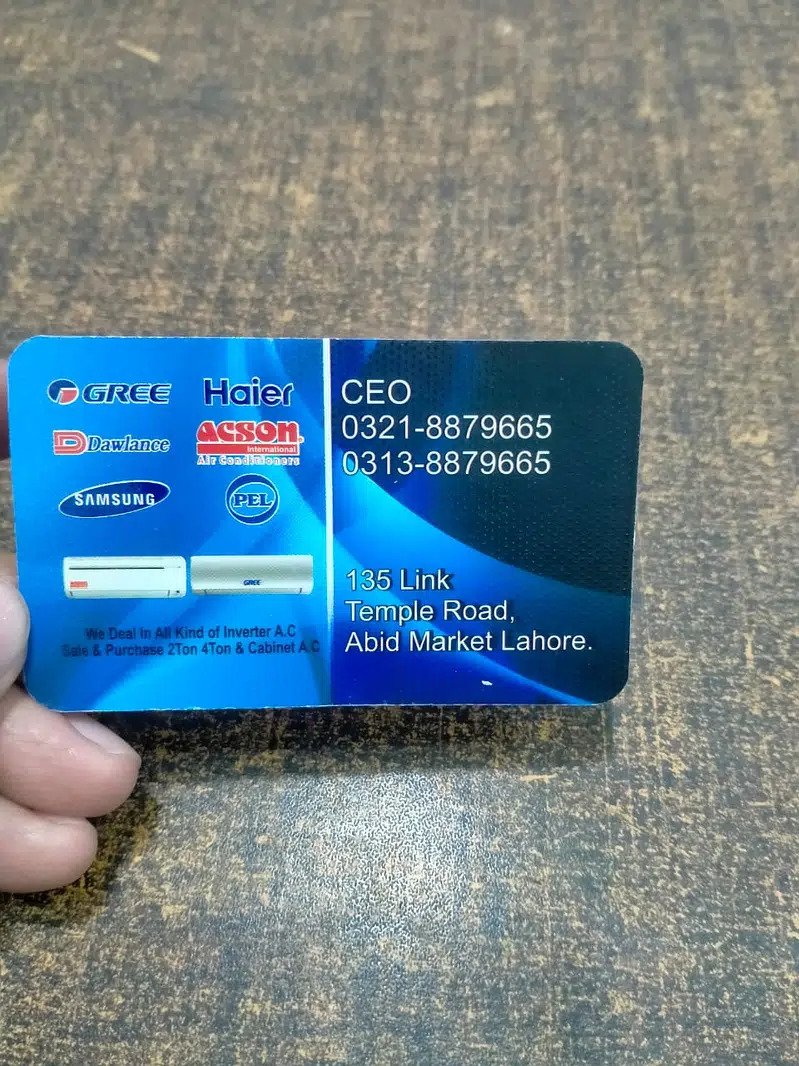 GREE
Haier
Dawlance
ACSON
International
Air Conditioners
SAMSUNG
PEL
GREE
We Deal in All Kind of Inverter A.C
Sale & Purchase 2Ton 4Ton & Cabinet A.C
CEO
0321-8879665
0313-8879665
135 Link
Temple Road,
Abid Market Lahore.